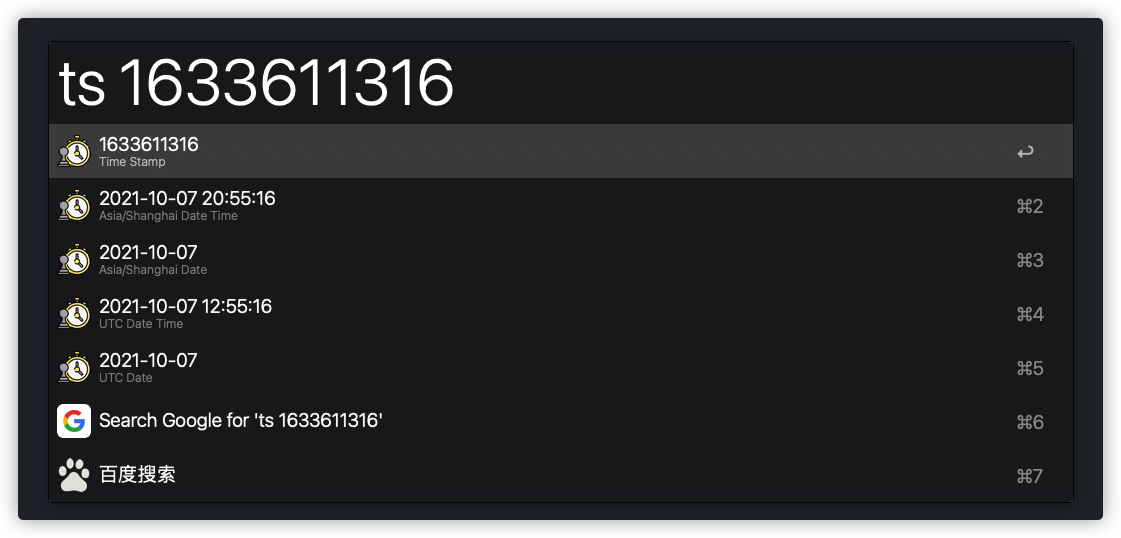 ts 1633611316
1633611316
Time Stamp
↩
2021-10-07 20:55:16
Asia/Shanghai Date Time
⌘2
2021-10-07
Asia/Shanghai Date
⌘3
2021-10-07 12:55:16
UTC Date Time
⌘4
2021-10-07
UTC Date
⌘5
Search Google for 'ts 1633611316'
⌘6
百度搜索
⌘7